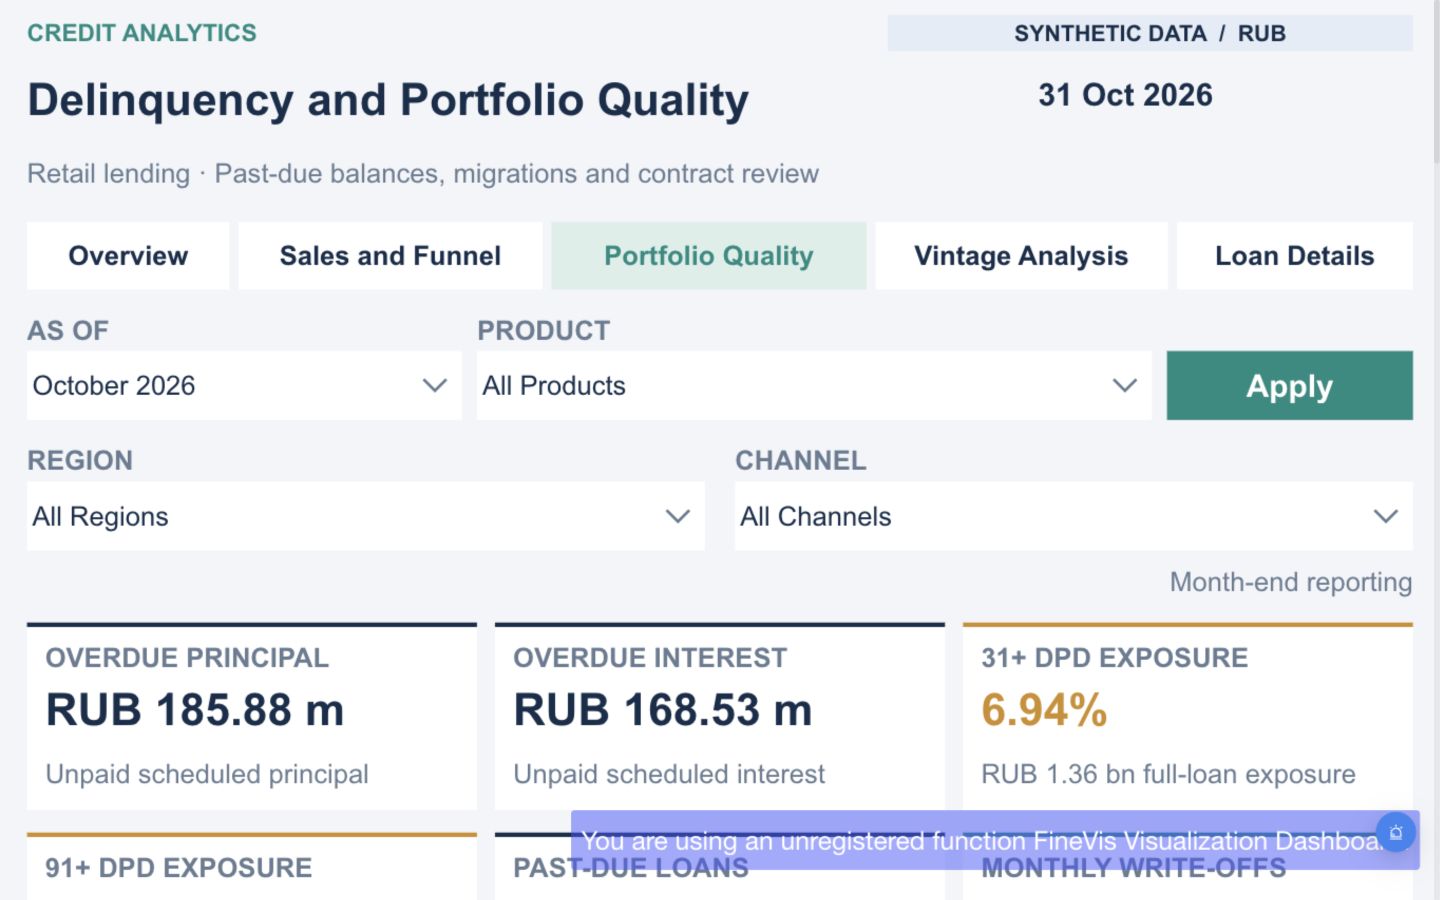 CREDIT ANALYTICS
SYNTHETIC DATA / RUB
Delinquency and Portfolio Quality
31 Oct 2026
Retail lending · Past-due balances, migrations and contract review
Overview
Sales and Funnel
Portfolio Quality
Vintage Analysis
Loan Details
AS OF
PRODUCT
October 2026
All Products
Apply
REGION
CHANNEL
All Regions
All Channels
Month-end reporting
OVERDUE PRINCIPAL
RUB 185.88 m
Unpaid scheduled principal
OVERDUE INTEREST
RUB 168.53 m
Unpaid scheduled interest
31+ DPD EXPOSURE
6.94%
RUB 1.36 bn full-loan exposure
You are using an unregistered function FineVis Visualization
91+ DPD EXPOSURE
PAST-DUE LOANS
MONTHLY WRITE-OFFS